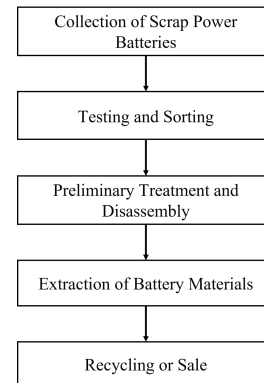 Collection of Scrap Power
Batteries
Testing and Sorting
Preliminary Treatment and
Disassembly
Extraction of Battery Materials
Recycling or Sale